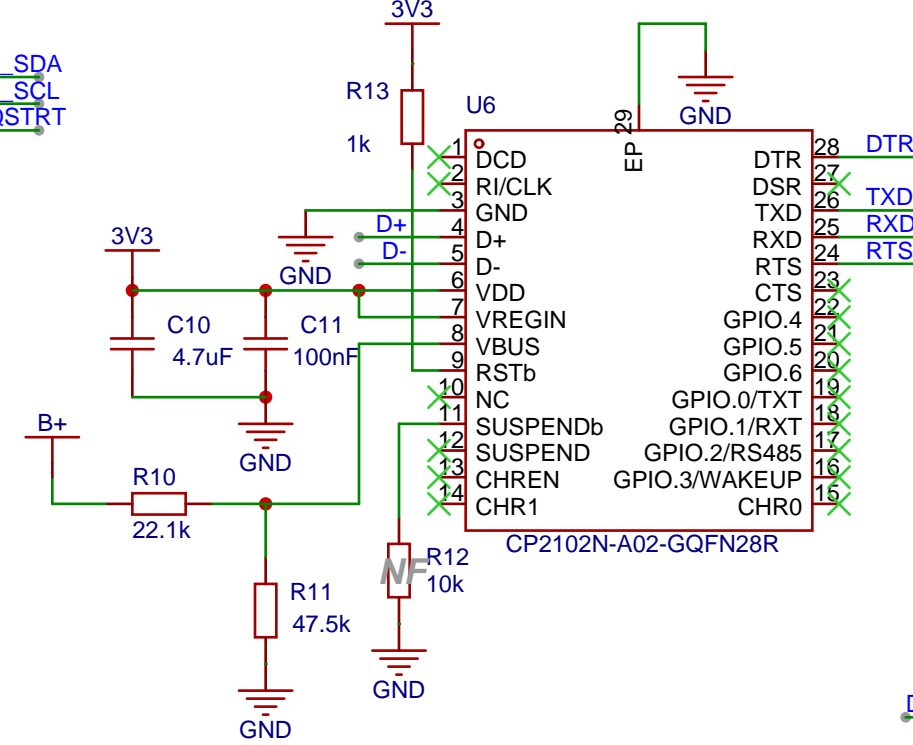 3V3
_SDA
_SCL
QSTRT
R13
1k
U6
EP 29
GND
1 DCD
2 RI/CLK
3 GND
4 D+
5 D-
6 VDD
7 VREGIN
8 VBUS
9 RSTb
10 NC
11 SUSPENDb
12 SUSPEND
13 CHREN
14 CHR1
DTR 28
DSR 27
TXD 26
RXD 25
RTS 24
CTS 23
GPIO.4 22
GPIO.5 21
GPIO.6 20
GPIO.0/TXT 19
GPIO.1/RXT 18
GPIO.2/RS485 17
GPIO.3/WAKEUP 16
CHR0 15
DTR
TXD
RXD
RTS
CP2102N-A02-GQFN28R
D+
D-
GND
3V3
C10
4.7uF
C11
100nF
GND
B+
R10
22.1k
R11
47.5k
GND
NF
R12
10k
GND